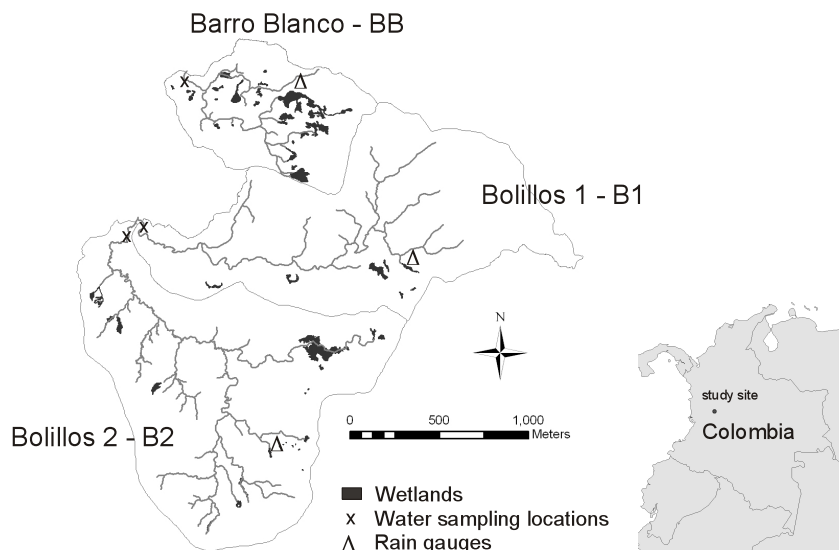 Barro Blanco - BB
Bolillos 1 - B1
N
study site
Colombia
0 500 1,000
Meters
Bolillos 2 - B2
Wetlands
x Water sampling locations
Rain gauges